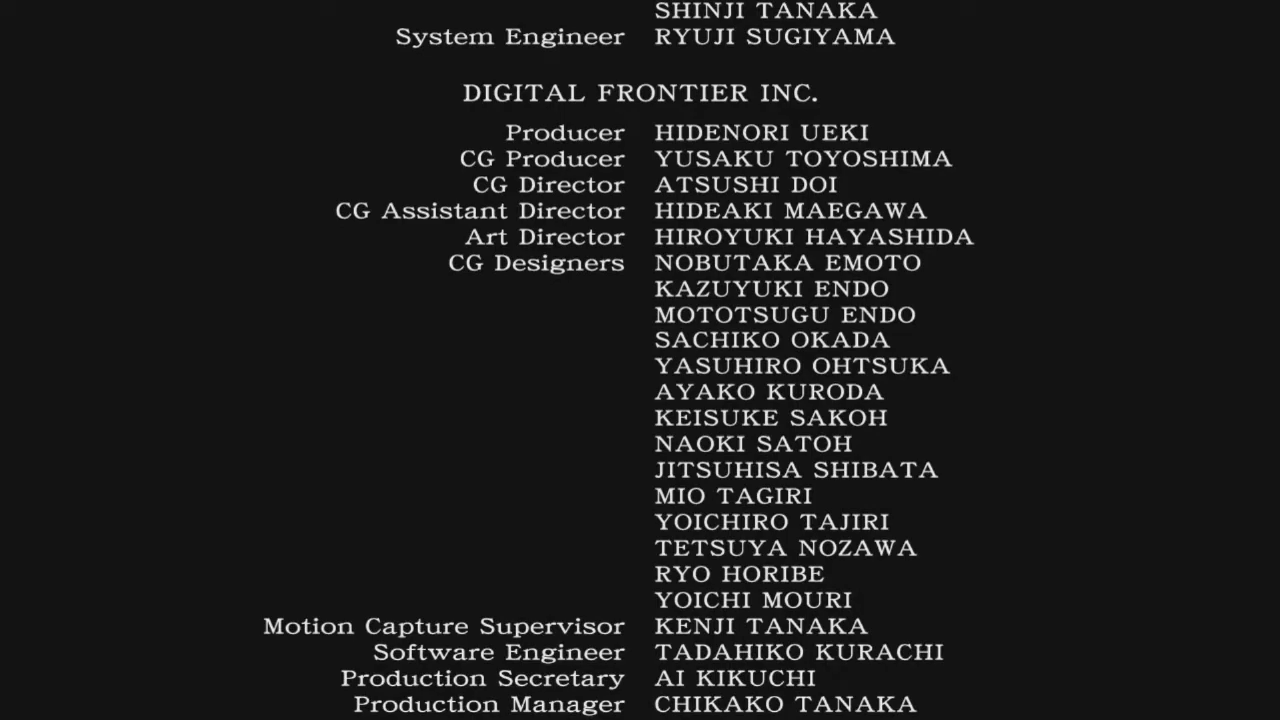 SHINJI TANAKA
System Engineer RYUJI SUGIYAMA
DIGITAL FRONTIER INC.
Producer HIDENORI UEKI
CG Producer YUSAKU TOYOSHIMA
CG Director ATSUSHI DOI
CG Assistant Director HIDEAKI MAEGAWA
Art Director HIROYUKI HAYASHIDA
CG Designers NOBUTAKA EMOTO
KAZUYUKI ENDO
MOTOTSUGU ENDO
SACHIKO OKADA
YASUHIRO OHTSUKA
AYAKO KURODA
KEISUKE SAKOH
NAOKI SATOH
JITSUHISA SHIBATA
MIO TAGIRI
YOICHIRO TAJIRI
TETSUYA NOZAWA
RYO HORIBE
YOICHI MOURI
Motion Capture Supervisor KENJI TANAKA
Software Engineer TADAHIKO KURACHI
Production Secretary AI KIKUCHI
Production Manager CHIKAKO TANAKA